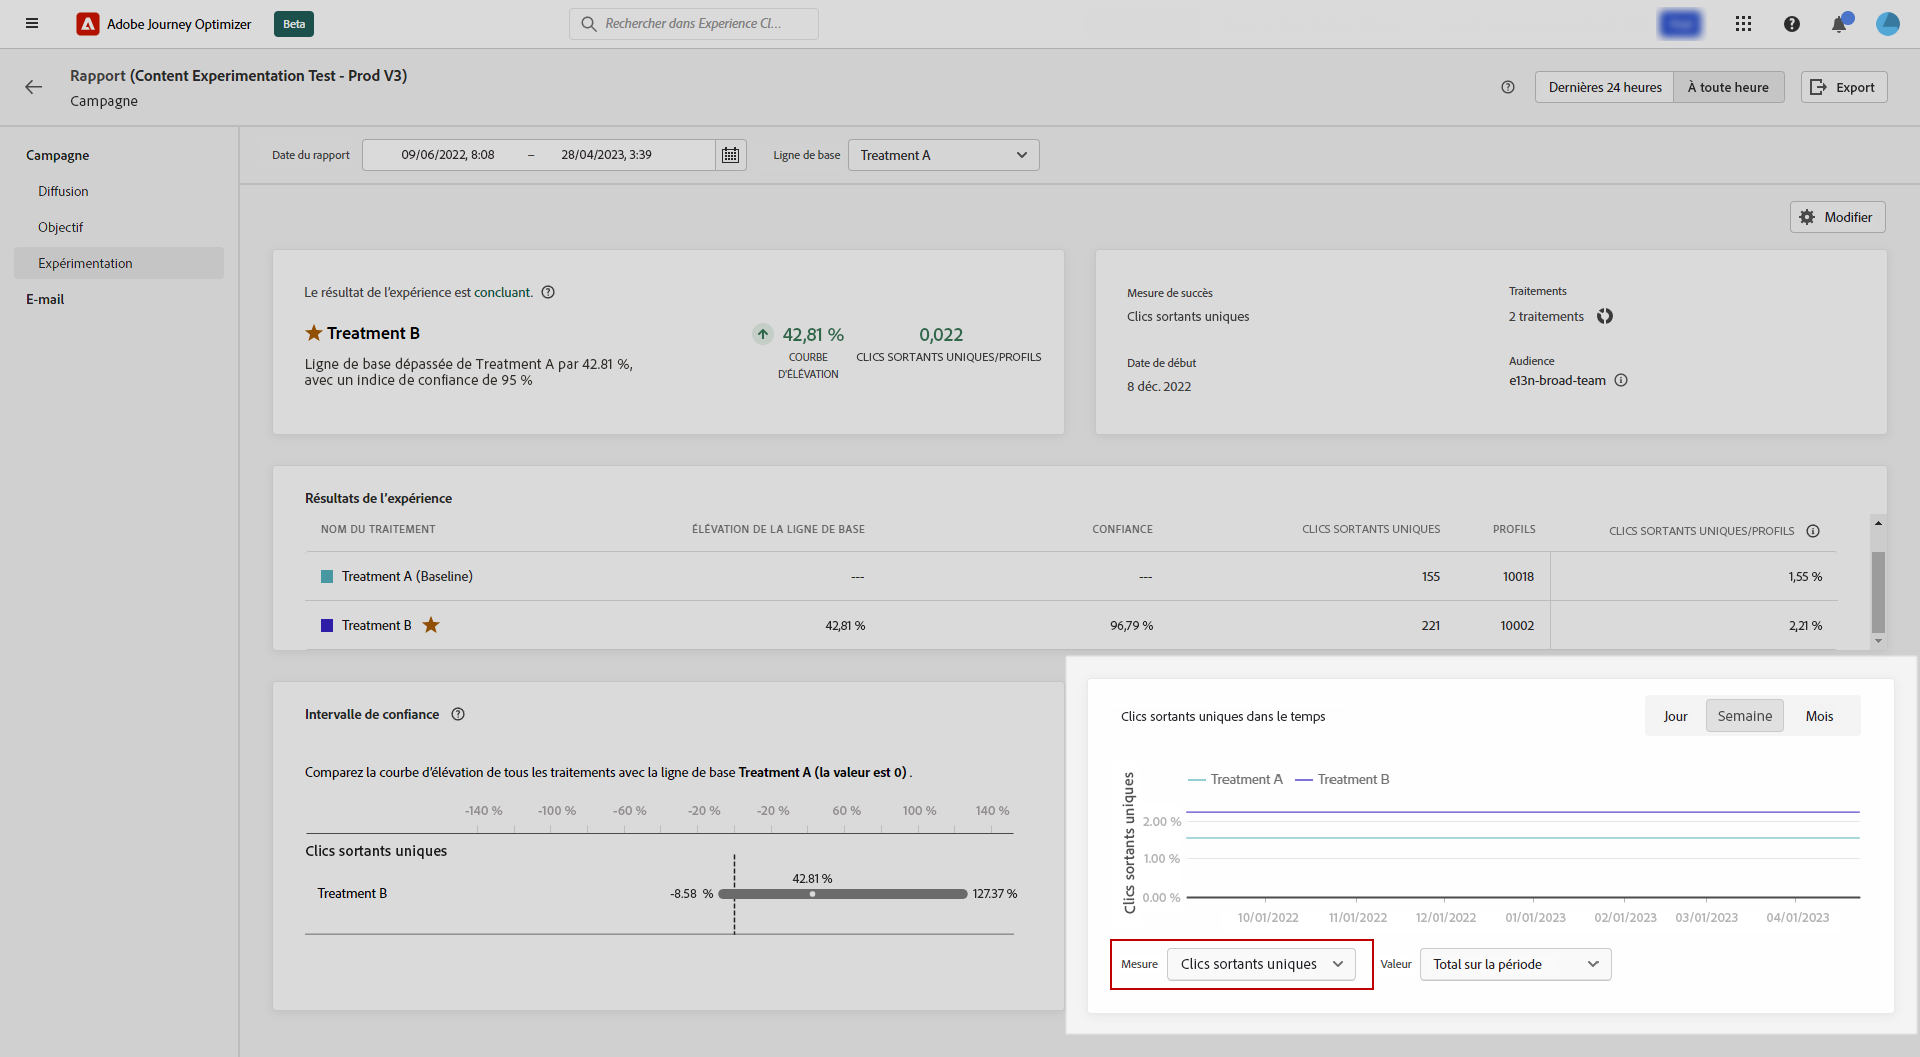 Adobe Journey Optimizer
Beta
Rechercher dans Experience Cl...
Rapport (Content Experimentation Test - Prod V3)
Campagne
Dernières 24 heures
À toute heure
Export
Campagne
Diffusion
Objectif
Expérimentation
E-mail
Date du rapport
09/06/2022, 8:08 – 28/04/2023, 3:39
Ligne de base
Treatment A
Modifier
Le résultat de l'expérience est concluant.
Treatment B
Ligne de base dépassée de Treatment A par 42.81 %,
avec un indice de confiance de 95 %
42,81 %
COURBE
D'ÉLÉVATION
0,022
CLICS SORTANTS UNIQUES/PROFILS
Mesure de succès
Clics sortants uniques
Date de début
8 déc. 2022
Traitements
2 traitements
Audience
e13n-broad-team
Résultats de l'expérience
NOM DU TRAITEMENT ÉLÉVATION DE LA LIGNE DE BASE CONFIANCE CLICS SORTANTS UNIQUES PROFILS CLICS SORTANTS UNIQUES/PROFILS
Treatment A (Baseline) --- --- 155 10018 1,55 %
Treatment B 42,81 % 96,79 % 221 10002 2,21 %
Intervalle de confiance
Comparez la courbe d'élévation de tous les traitements avec la ligne de base Treatment A (la valeur est 0) .
-140 % -100 % -60 % -20 % -20 % 60 % 100 % 140 %
Clics sortants uniques
42.81 %
Treatment B -8.58 % 127.37 %
Clics sortants uniques dans le temps
Jour
Semaine
Mois
Treatment A
Treatment B
Clics sortants uniques
2.00 %
1.00 %
0.00 %
10/01/2022 11/01/2022 12/01/2022 01/01/2023 02/01/2023 03/01/2023 04/01/2023
Mesure
Clics sortants uniques
Valeur
Total sur la période